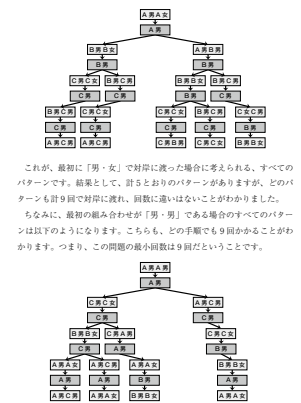 A男A女
A男
B男B女 A男B男
B男 B男
C男C女 B男C男 B男B女 B男C男
C男 C男 B男 C男
B男C男 C男C女 B男C男 C男C女
C男 C男 C男 C男 B男
A男C男 A男C男 A男C男 A男C男 A男B男
これが、最初に「男・女」で対岸に渡った場合に考えられる、すべての
パターンです。結果として、計5とおりのパターンがありますが、どのパ
ターンも計9回で対岸に渡れ、回数に違いはないことがわかりました。
ちなみに、最初の組み合わせが「男・男」である場合のすべてのパター
ンは以下のようになります。こちらも、どの手順でも9回かかることがわ
かります。つまり、この問題の最小回数は9回だということです。
A男A男
A男
C男C女 A男C男
C男 C男
B男B女 A男C男 C男C女
C男 A男 B男
A男A女 A男C男 A男B男 B男B女
A男 A男 B男 B男
A男A女 A男C男 B男B女 A男A女